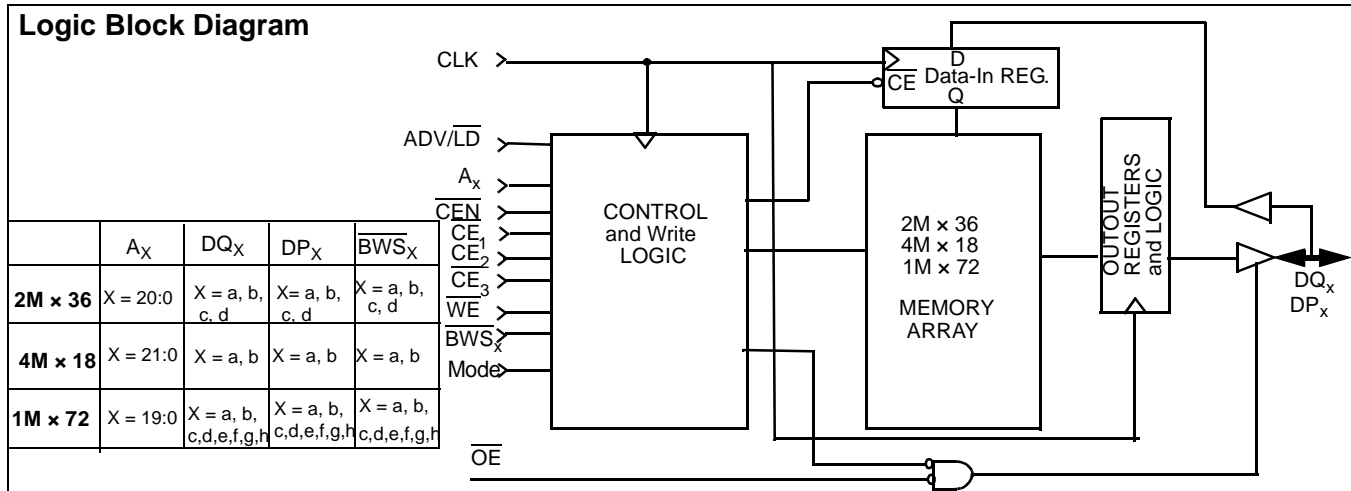 Logic Block Diagram
CLK
D
CE Data-In REG.
Q
ADV/LD
Ax
CEN
CE1
CE2
CE3
WE
BWSx
Mode
OE
CONTROL
and Write
LOGIC
2M × 36
4M × 18
1M × 72
MEMORY
ARRAY
OUTOUT
REGISTERS
and LOGIC
DQx
DPx
AX DQX DPX BWSX
2M × 36 X = 20:0 X = a, b, c, d X= a, b, c, d X = a, b, c, d
4M × 18 X = 21:0 X = a, b X = a, b X = a, b
1M × 72 X = 19:0 X = a, b, c,d,e,f,g,h X = a, b, c,d,e,f,g,h X = a, b, c,d,e,f,g,h